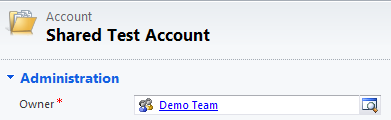 Account
Shared Test Account
Administration
Owner * Demo Team